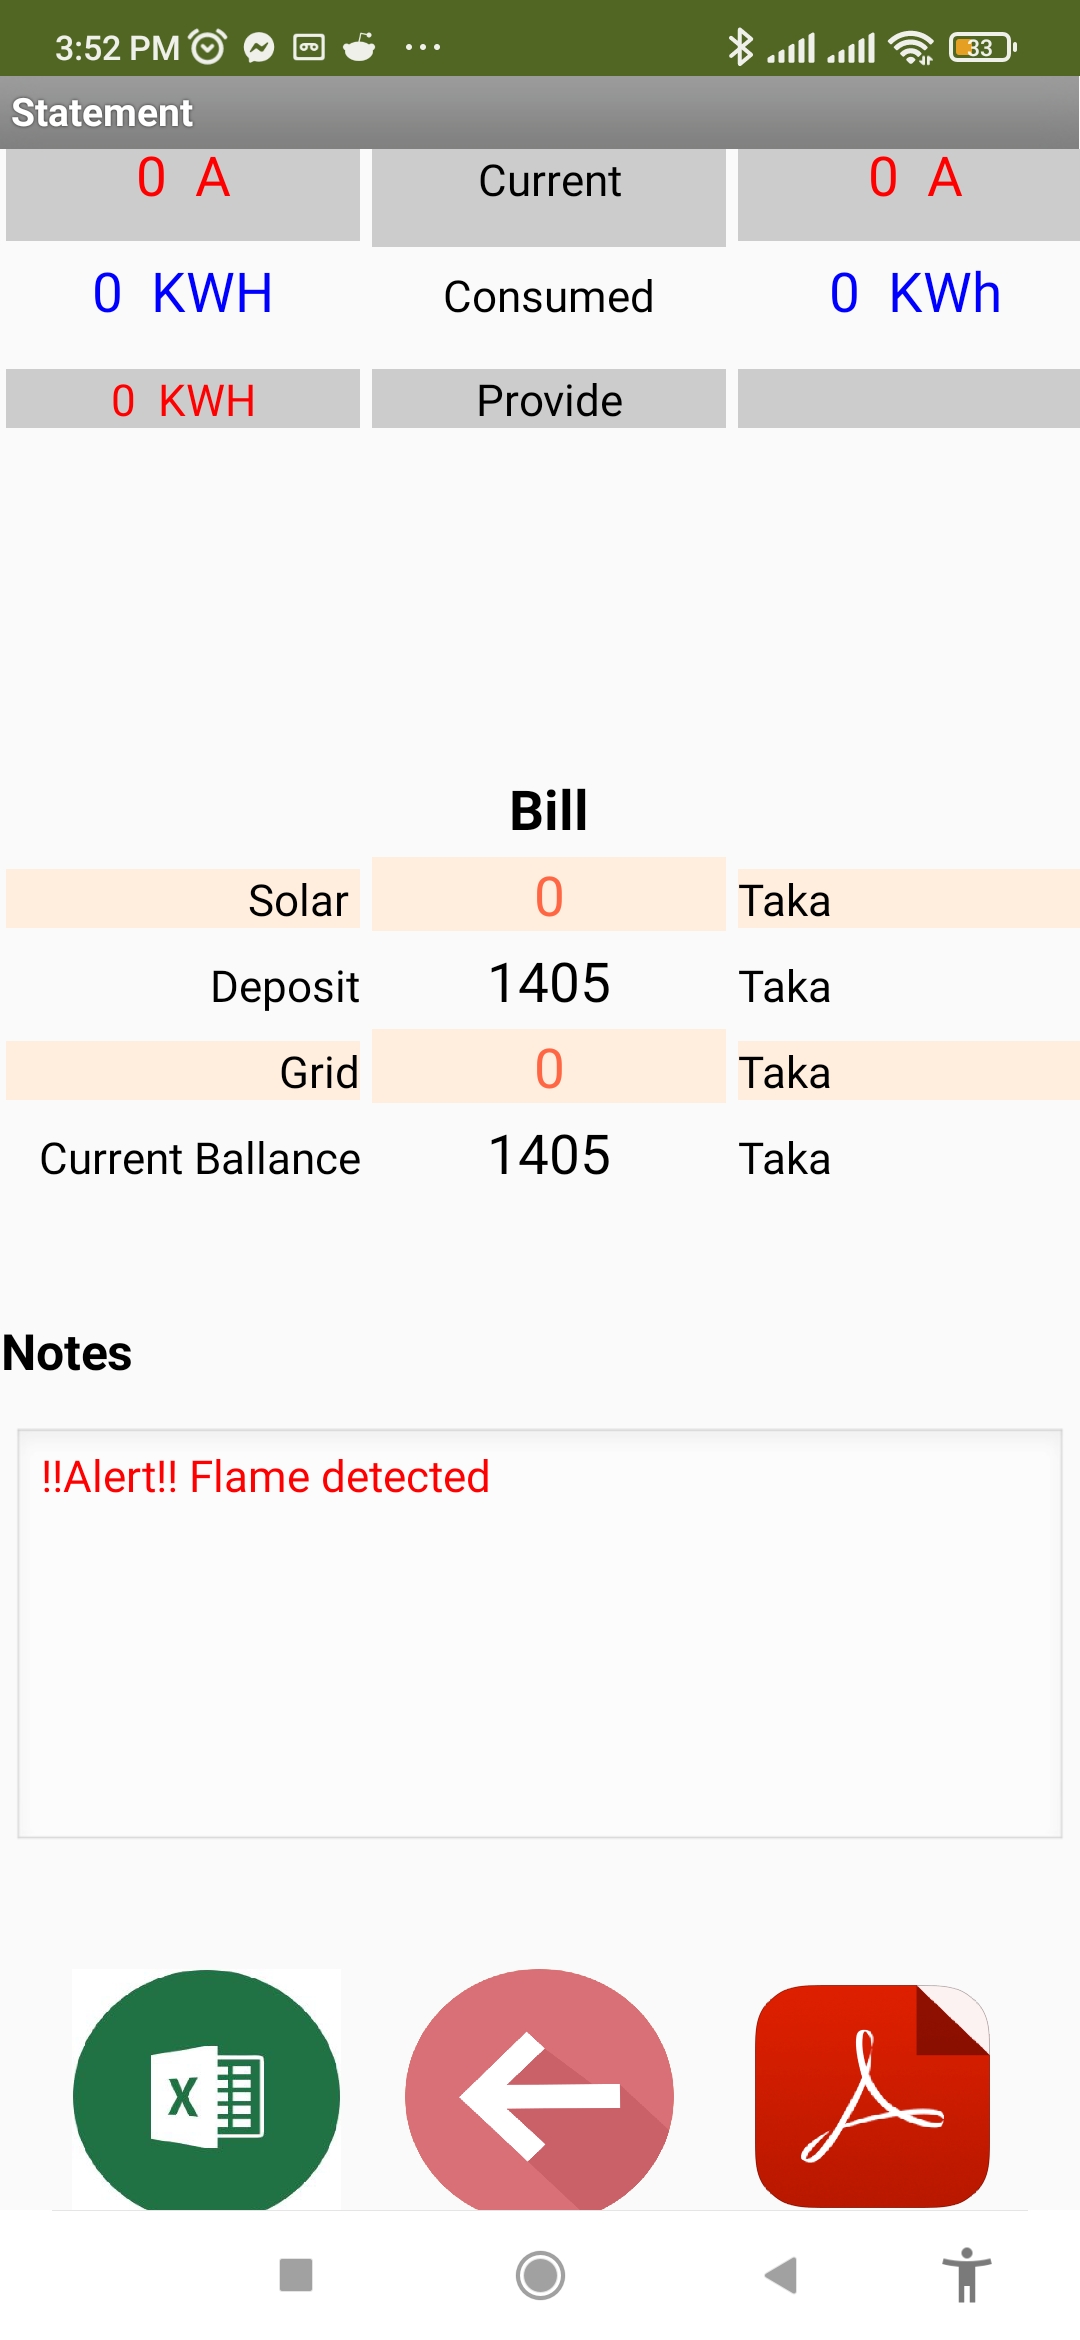 3:52 PM
33
Statement
0 A Current 0 A
0 KWH Consumed 0 KWh
0 KWH Provide
Bill
Solar 0 Taka
Deposit 1405 Taka
Grid 0 Taka
Current Ballance 1405 Taka
Notes
!!Alert!! Flame detected
X